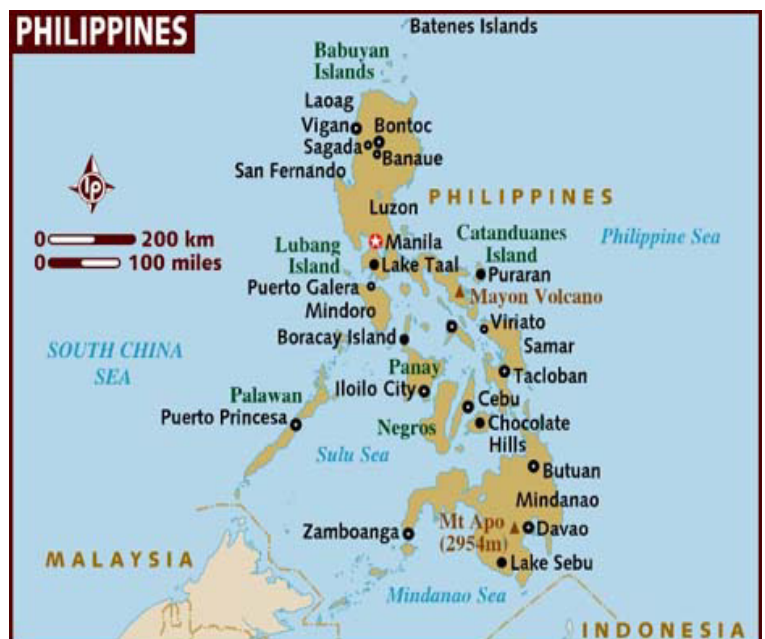 PHILIPPINES
Batenes Islands
Babuyan
Islands
Laoag
Vigan
Bontoc
Sagada
Banaue
San Fernando
PHILIPPINES
Luzon
lp
0 200 km
0 100 miles
Manila
Catanduanes
Island
Philippine Sea
Lubang
Island
Lake Taal
Puraran
Puerto Galera
Mayon Volcano
Mindoro
Viriato
Boracay Island
Samar
SOUTH CHINA
SEA
Panay
Tacloban
Palawan
Iloilo City
Cebu
Puerto Princesa
Negros
Chocolate
Hills
Sulu Sea
Butuan
Mindanao
Zamboanga
Mt Apo
(2954m)
Davao
MALAYSIA
Lake Sebu
Mindanao Sea
INDONESIA